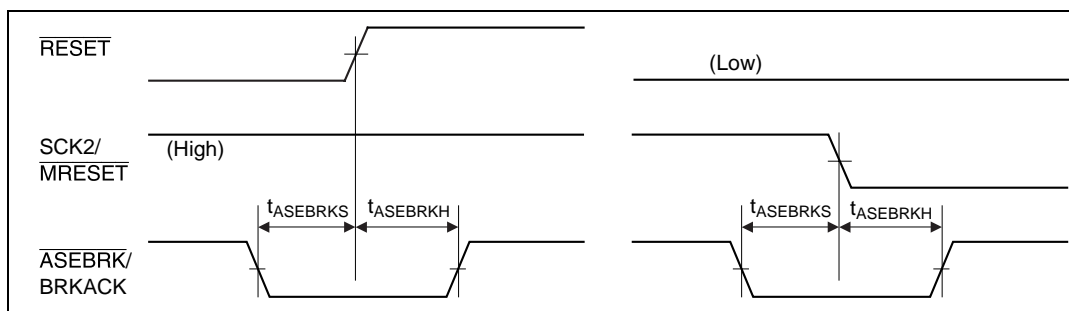 RESET
(Low)
SCK2/
MRESET
(High)
tASEBRKS
tASEBRKH
tASEBRKS
tASEBRKH
ASEBRK/
BRKACK